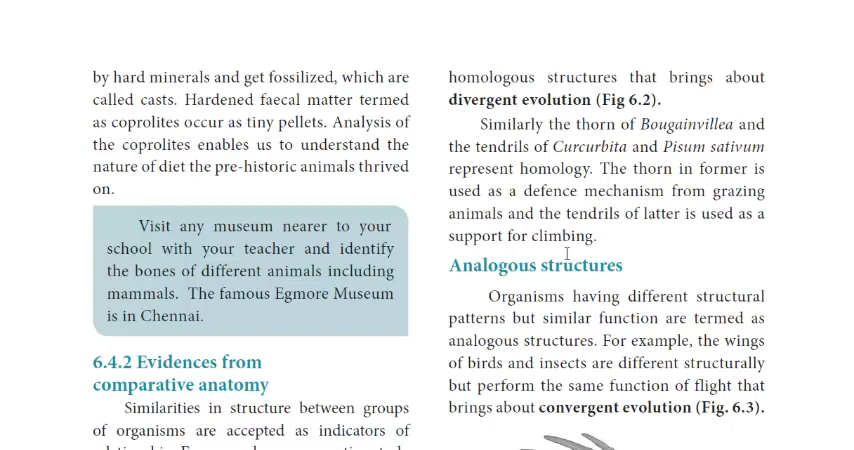 by hard minerals and get fossilized, which are
called casts. Hardened faecal matter termed
as coprolites occur as tiny pellets. Analysis of
the coprolites enables us to understand the
nature of diet the pre-historic animals thrived
on.
Visit any museum nearer to your
school with your teacher and identify
the bones of different animals including
mammals. The famous Egmore Museum
is in Chennai.
6.4.2 Evidences from
comparative anatomy
Similarities in structure between groups
of organisms are accepted as indicators of
homologous structures that brings about
divergent evolution (Fig 6.2).
Similarly the thorn of Bougainvillea and
the tendrils of Curcurbita and Pisum sativum
represent homology. The thorn in former is
used as a defence mechanism from grazing
animals and the tendrils of latter is used as a
support for climbing.
Analogous structures
Organisms having different structural
patterns but similar function are termed as
analogous structures. For example, the wings
of birds and insects are different structurally
but perform the same function of flight that
brings about convergent evolution (Fig. 6.3).